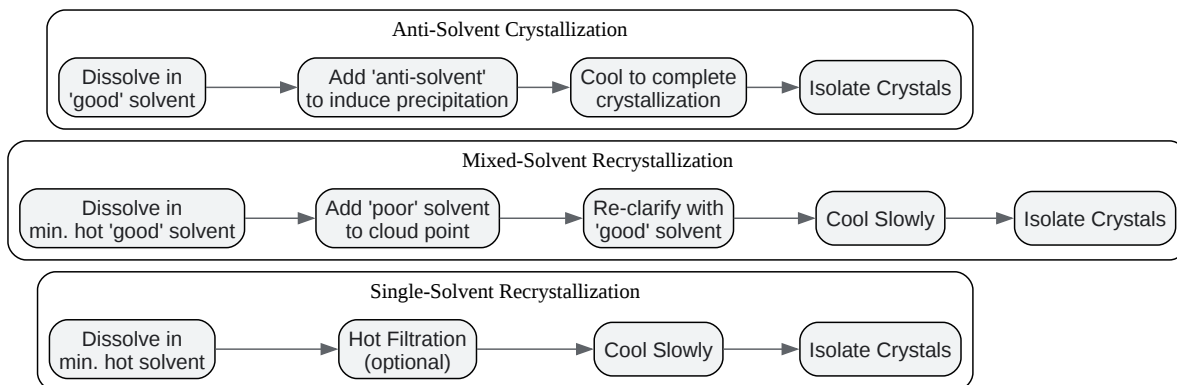 Anti-Solvent Crystallization
Dissolve in
'good' solvent
Add 'anti-solvent'
to induce precipitation
Cool to complete
crystallization
Isolate Crystals
Mixed-Solvent Recrystallization
Dissolve in
min. hot 'good' solvent
Add 'poor' solvent
to cloud point
Re-clarify with
'good' solvent
Cool Slowly
Isolate Crystals
Single-Solvent Recrystallization
Dissolve in
min. hot solvent
Hot Filtration
(optional)
Cool Slowly
Isolate Crystals